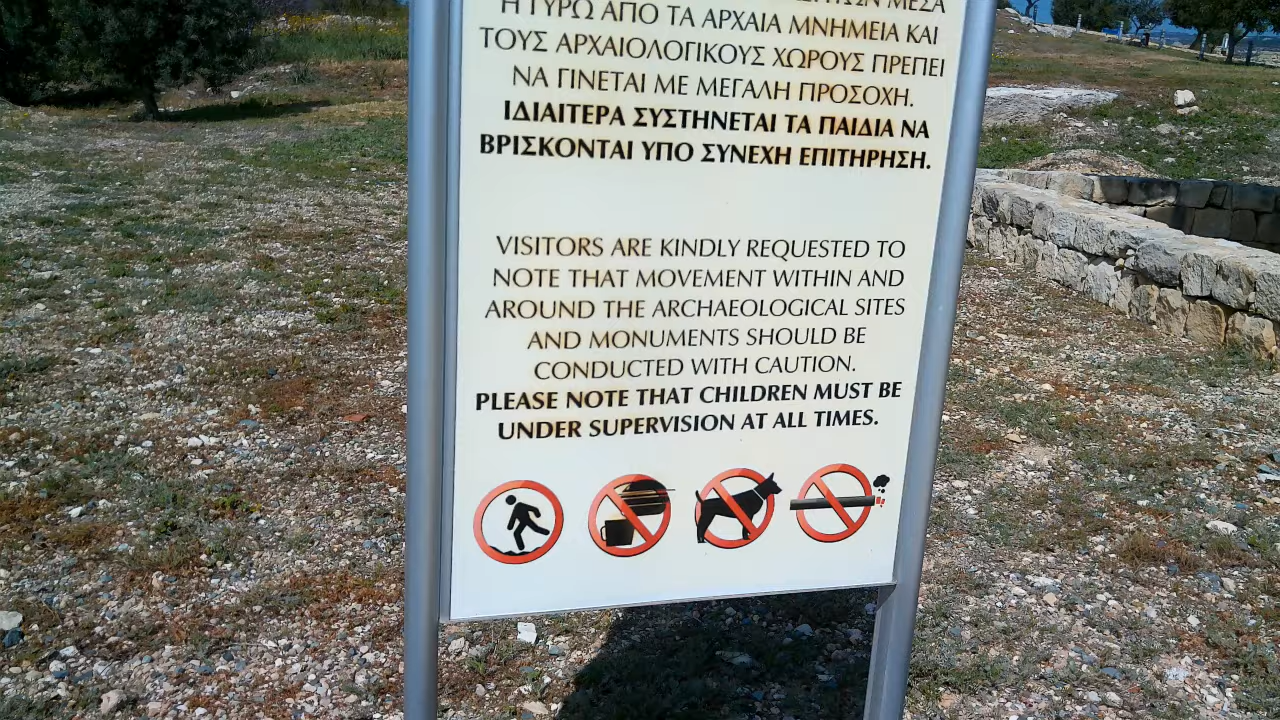 ΜΕΣΑ
Η ΓΥΡΩ ΑΠΟ ΤΑ ΑΡΧΑΙΑ ΜΝΗΜΕΙΑ ΚΑΙ
ΤΟΥΣ ΑΡΧΑΙΟΛΟΓΙΚΟΥΣ ΧΩΡΟΥΣ ΠΡΕΠΕΙ
ΝΑ ΓΙΝΕΤΑΙ ΜΕ ΜΕΓΑΛΗ ΠΡΟΣΟΧΗ.
ΙΔΙΑΙΤΕΡΑ ΣΥΣΤΗΝΕΤΑΙ ΤΑ ΠΑΙΔΙΑ ΝΑ
ΒΡΙΣΚΟΝΤΑΙ ΥΠΟ ΣΥΝΕΧΗ ΕΠΙΤΗΡΗΣΗ.
VISITORS ARE KINDLY REQUESTED TO
NOTE THAT MOVEMENT WITHIN AND
AROUND THE ARCHAEOLOGICAL SITES
AND MONUMENTS SHOULD BE
CONDUCTED WITH CAUTION.
PLEASE NOTE THAT CHILDREN MUST BE
UNDER SUPERVISION AT ALL TIMES.